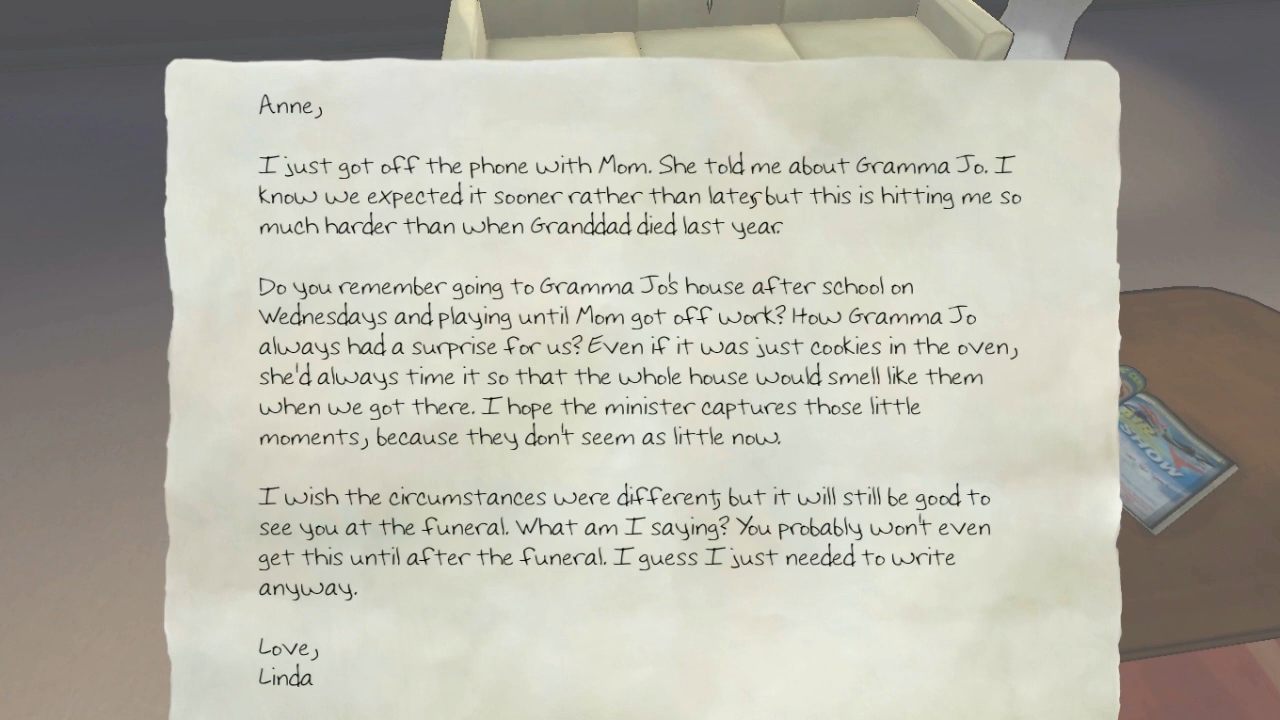 Anne,
I just got off the phone with Mom. She told me about Gramma Jo. I
know we expected it sooner rather than later, but this is hitting me so
much harder than when Granddad died last year.
Do you remember going to Gramma Jo's house after school on
Wednesdays and playing until Mom got off work? How Gramma Jo
always had a surprise for us? Even if it was just cookies in the oven,
she'd always time it so that the whole house would smell like them
when we got there. I hope the minister captures those little
moments, because they don't seem as little now.
I wish the circumstances were different, but it will still be good to
see you at the funeral. What am I saying? You probably won't even
get this until after the funeral. I guess I just needed to write
anyway.
Love,
Linda
AIR
SHOW